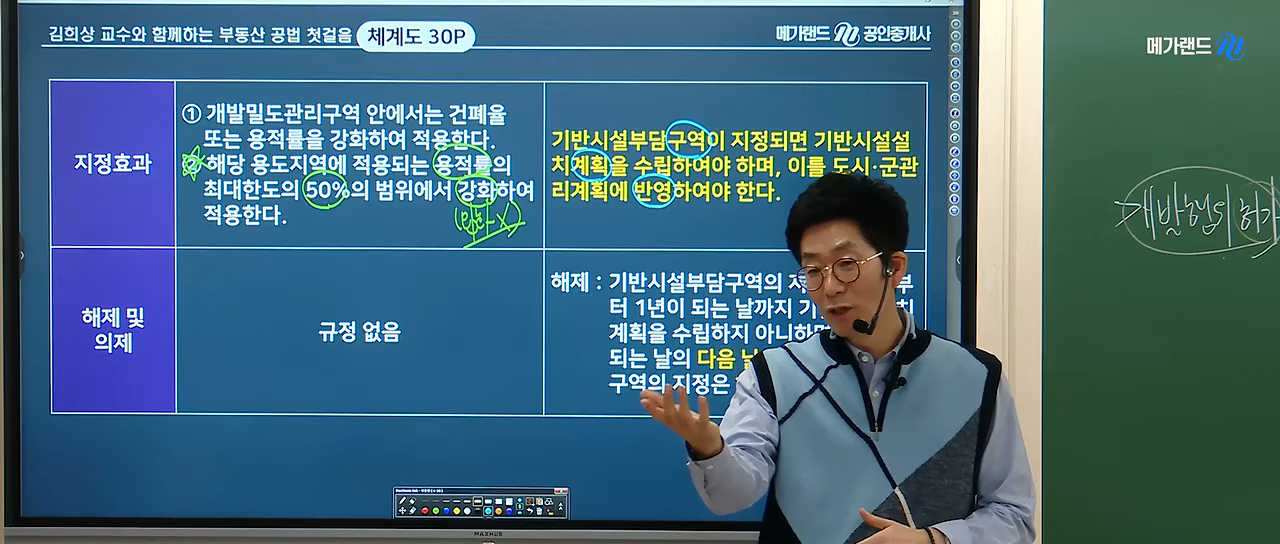 김희상 교수와 함께하는 부동산 공법 첫걸음 체계도 30P
메가랜드 공인중개사
메가랜드
지정효과
① 개발밀도관리구역 안에서는 건폐율
또는 용적률을 강화하여 적용한다.
② 해당 용도지역에 적용되는 용적률의
최대한도의 50%의 범위에서 강화하여
적용한다.
기반시설부담구역이 지정되면 기반시설설
치계획을 수립하여야 하며, 이를 도시·군관
리계획에 반영하여야 한다.
개발행위 허가
해제 및
의제
규정 없음
해제 : 기반시설부담구역의 지 부
터 1년이 되는 날까지 기 치
계획을 수립하지 아니하면
되는 날의 다음 날
구역의 지정은
MAXHUB